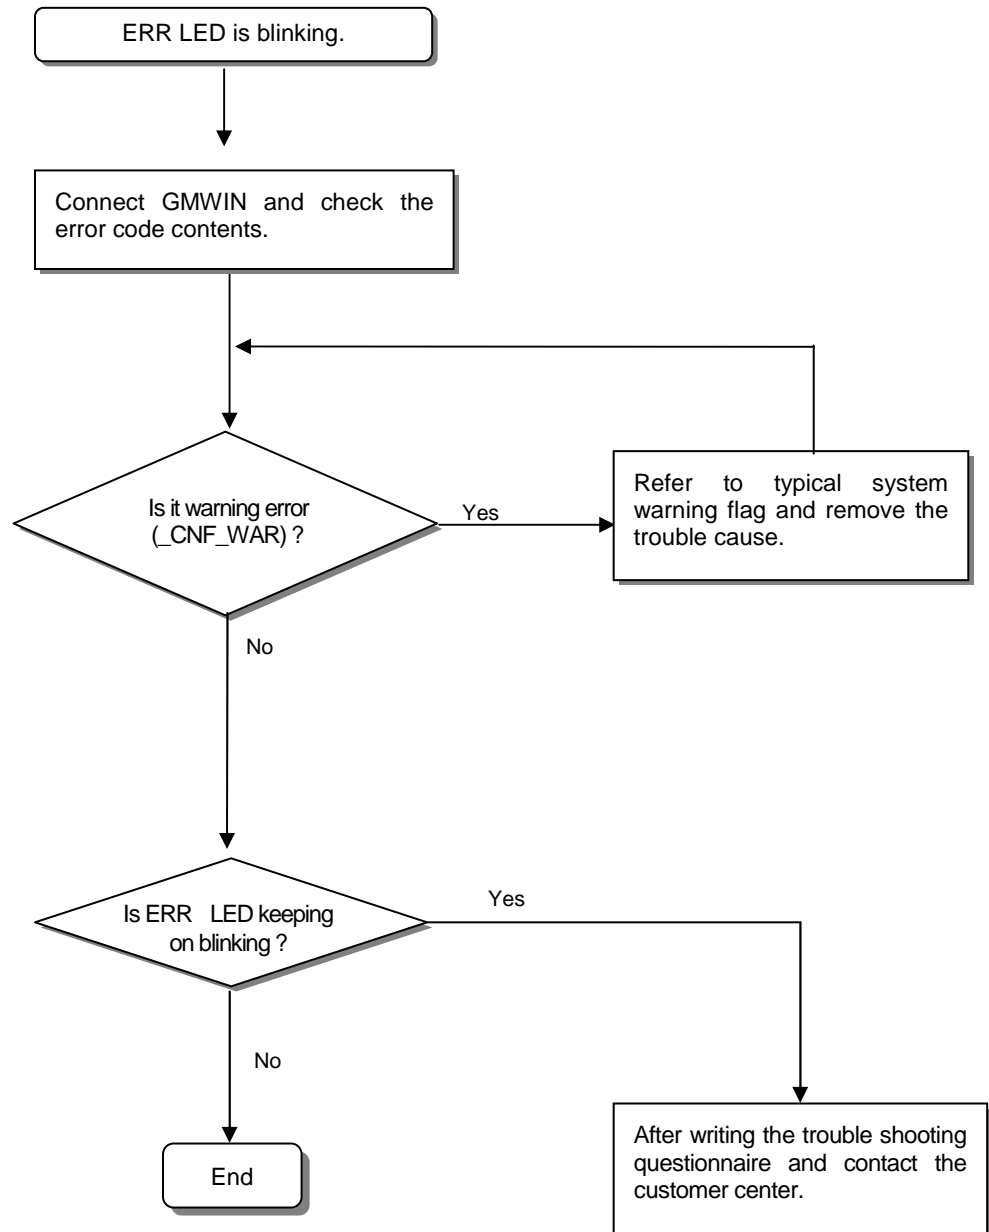 ERR LED is blinking.
Connect GMWIN and check the
error code contents.
Is it warning error
(_CNF_WAR) ?
Yes
Refer to typical system
warning flag and remove the
trouble cause.
No
Is ERR LED keeping
on blinking ?
Yes
No
End
After writing the trouble shooting
questionnaire and contact the
customer center.